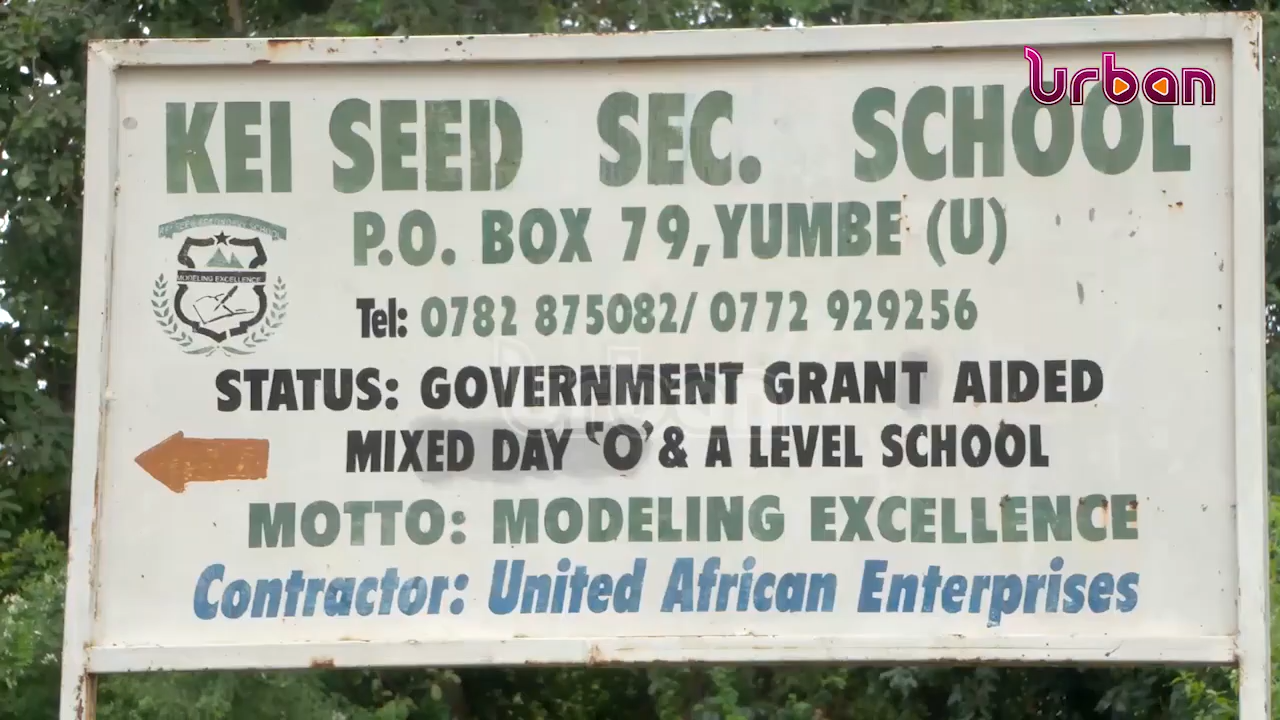 Urban
KEI SEED SEC. SCHOOL
P.O. BOX 79, YUMBE (U)
Tel: 0782 875082/ 0772 929256
STATUS: GOVERNMENT GRANT AIDED
MIXED DAY "O' & A LEVEL SCHOOL
MOTTO: MODELING EXCELLENCE
Contractor: United African Enterprises
MODELING EXCELLENCE
Urban